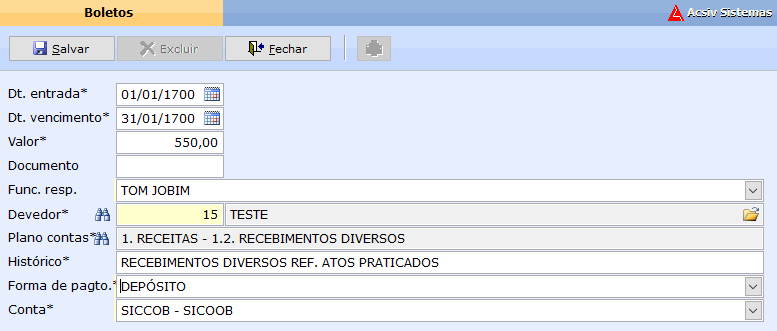 Boletos
Acsiv Sistemas
Salvar Excluir Fechar
Dt. entrada* 01/01/1700
Dt. vencimento* 31/01/1700
Valor* 550,00
Documento
Func. resp. TOM JOBIM
Devedor* 15 TESTE
Plano contas* 1. RECEITAS - 1.2. RECEBIMENTOS DIVERSOS
Histórico* RECEBIMENTOS DIVERSOS REF. ATOS PRATICADOS
Forma de pagto.* DEPÓSITO
Conta* SICCOB - SICOOB